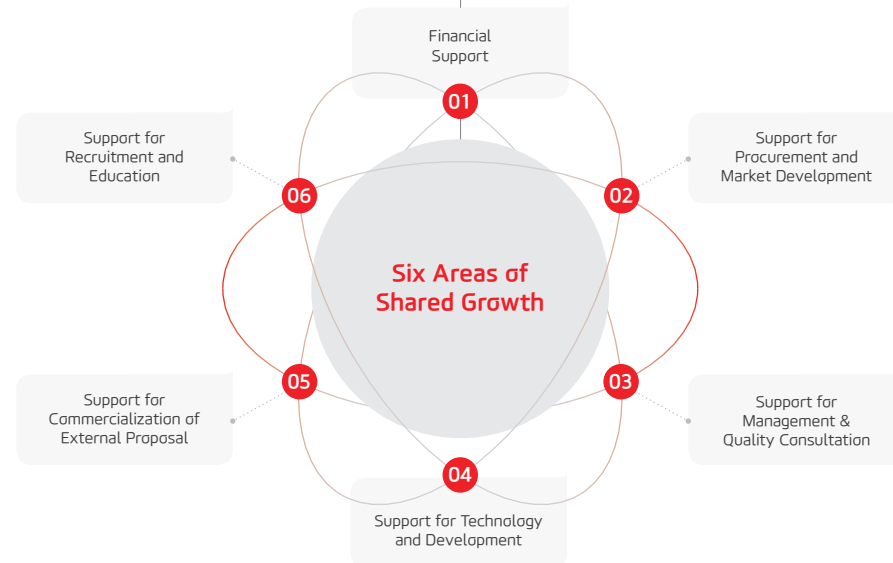 Financial
Support
01
Support for
Recruitment and
Education
06
Support for
Procurement and
Market Development
02
Six Areas of
Shared Growth
05
Support for
Commercialization of
External Proposal
03
Support for
Management &
Quality Consultation
04
Support for Technology
and Development